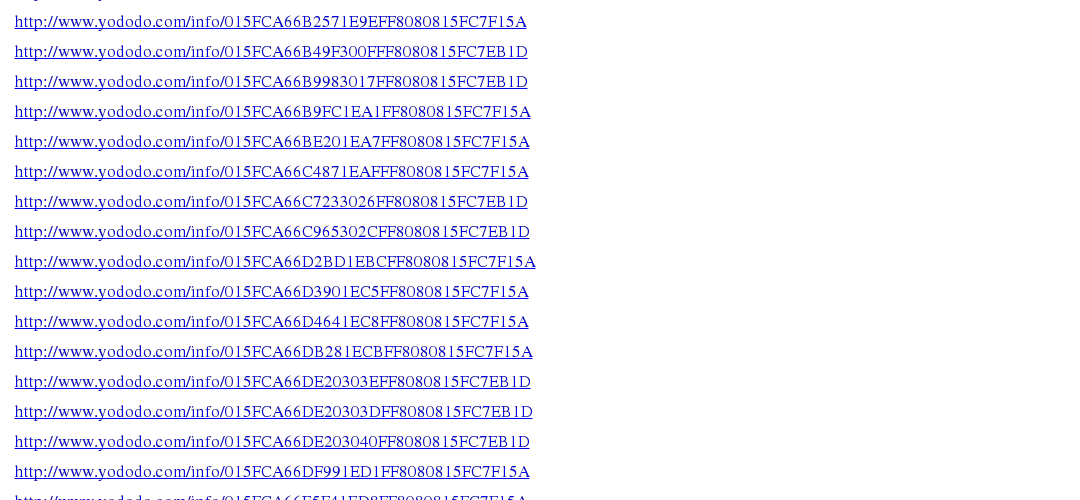 http://www.yododo.com/info/015FCA66B2571E9EFF8080815FC7F15A
http://www.yododo.com/info/015FCA66B49F300FFF8080815FC7EB1D
http://www.yododo.com/info/015FCA66B9983017FF8080815FC7EB1D
http://www.yododo.com/info/015FCA66B9FC1EA1FF8080815FC7F15A
http://www.yododo.com/info/015FCA66BE201EA7FF8080815FC7F15A
http://www.yododo.com/info/015FCA66C4871EAFFF8080815FC7F15A
http://www.yododo.com/info/015FCA66C7233026FF8080815FC7EB1D
http://www.yododo.com/info/015FCA66C965302CFF8080815FC7EB1D
http://www.yododo.com/info/015FCA66D2BD1EBCFF8080815FC7F15A
http://www.yododo.com/info/015FCA66D3901EC5FF8080815FC7F15A
http://www.yododo.com/info/015FCA66D4641EC8FF8080815FC7F15A
http://www.yododo.com/info/015FCA66DB281ECBFF8080815FC7F15A
http://www.yododo.com/info/015FCA66DE20303EFF8080815FC7EB1D
http://www.yododo.com/info/015FCA66DE20303DFF8080815FC7EB1D
http://www.yododo.com/info/015FCA66DE203040FF8080815FC7EB1D
http://www.yododo.com/info/015FCA66DF991ED1FF8080815FC7F15A